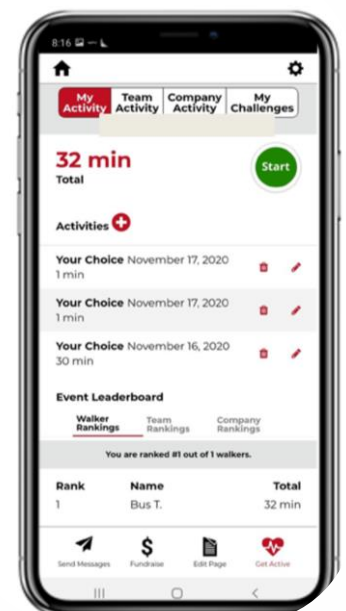 8:16
My Activity
Team Activity
Company Activity
My Challenges
32 min
Total
Start
Activities
Your Choice November 17, 2020
1 min
Your Choice November 17, 2020
1 min
Your Choice November 16, 2020
30 min
Event Leaderboard
Walker Rankings
Team Rankings
Company Rankings
You are ranked #1 out of 1 walkers.
Rank Name Total
1 Bus T. 32 min
Send Messages Fundraise Edit Page Get Active